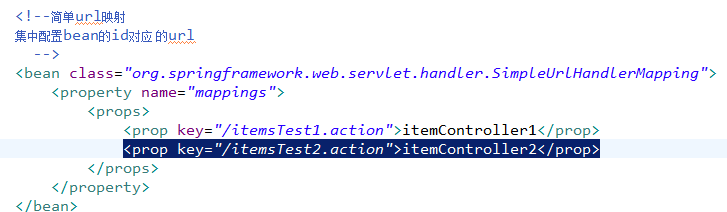 <!--简单url映射
集中配置bean的id对应的url
-->
<bean class="org.springframework.web.servlet.handler.SimpleUrlHandlerMapping">
<property name="mappings">
<props>
<prop key="/itemsTest1.action">itemController1</prop>
<prop key="/itemsTest2.action">itemController2</prop>
</props>
</property>
</bean>